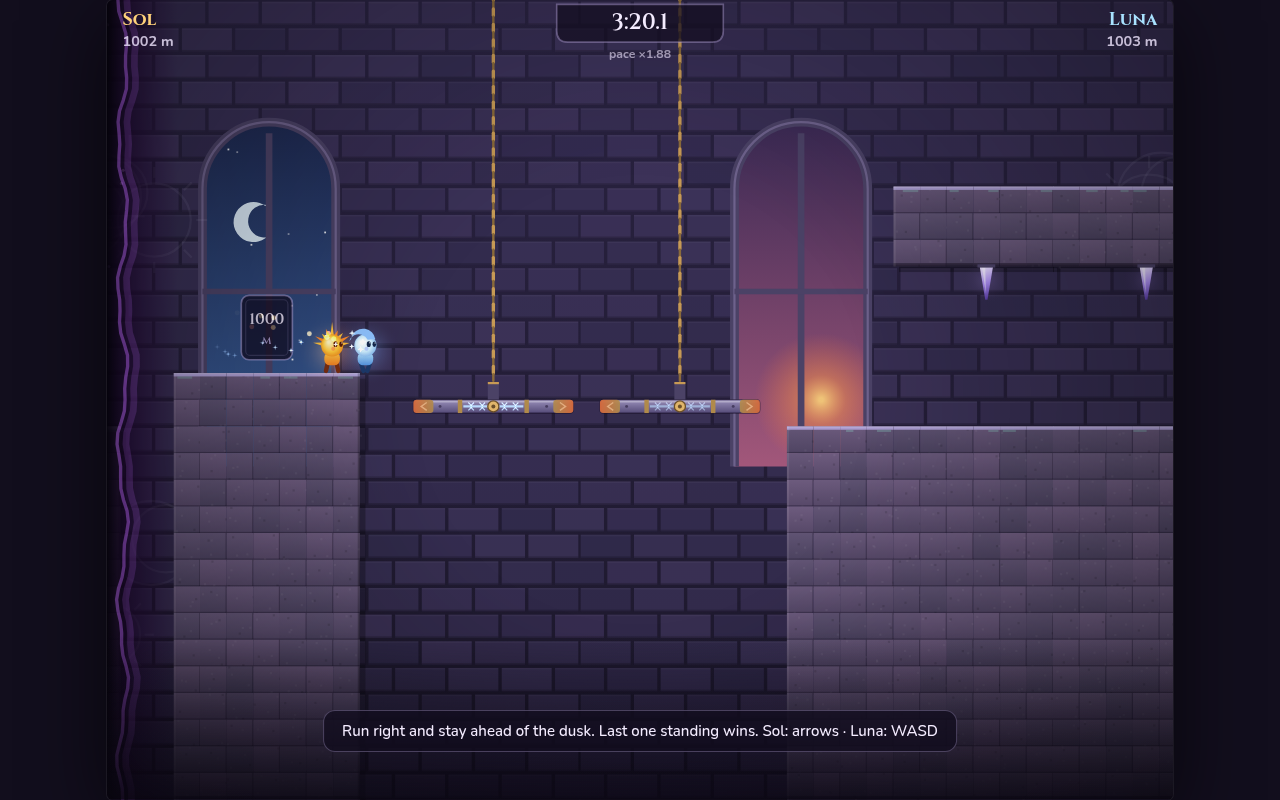 SOL
1002 m
3:20.1
pace ×1.88
LUNA
1003 m
1000
M
Run right and stay ahead of the dusk. Last one standing wins. Sol: arrows · Luna: WASD